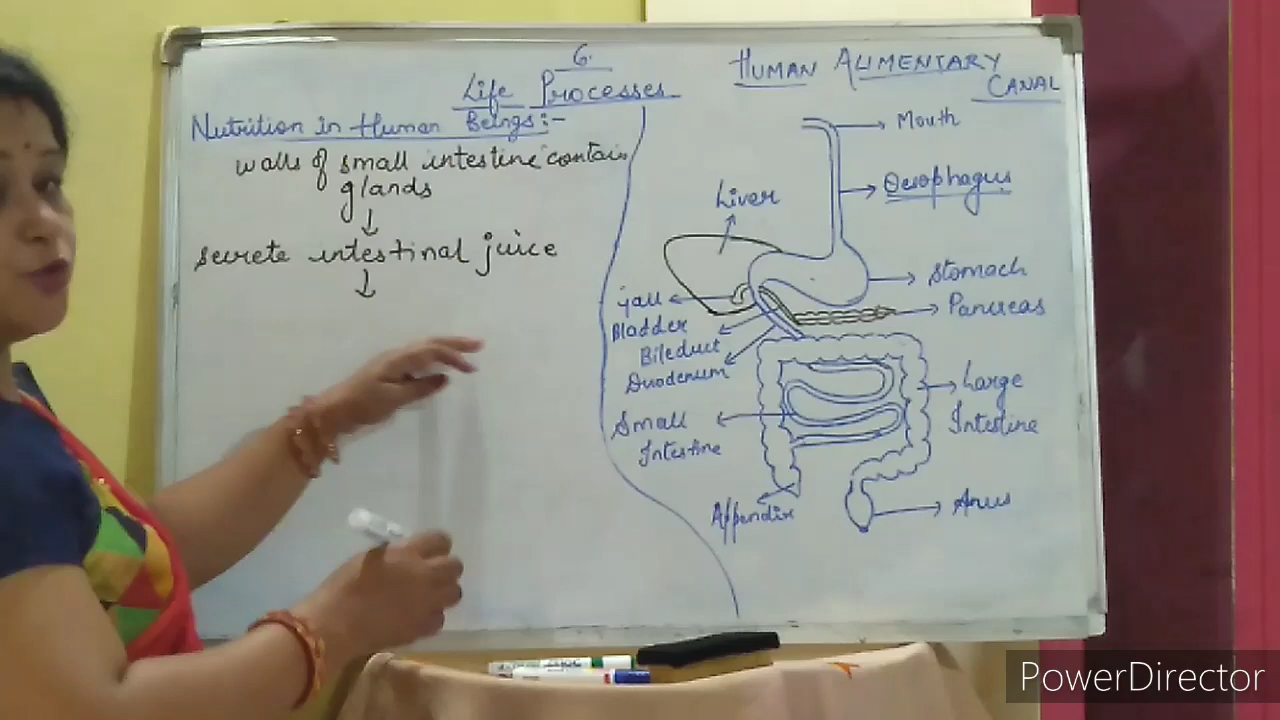 6.
Life Processes
Nutrition in Human Beings:-
walls of small intestine contain
glands
↓
secrete intestinal juice
↓
HUMAN ALIMENTARY
CANAL
Mouth
Oesophagus
Liver
Stomach
Gall
Bladder
Pancreas
Bileduct
Duodenum
Large
Intestine
Small
Intestine
Appendix
Anus
PowerDirector